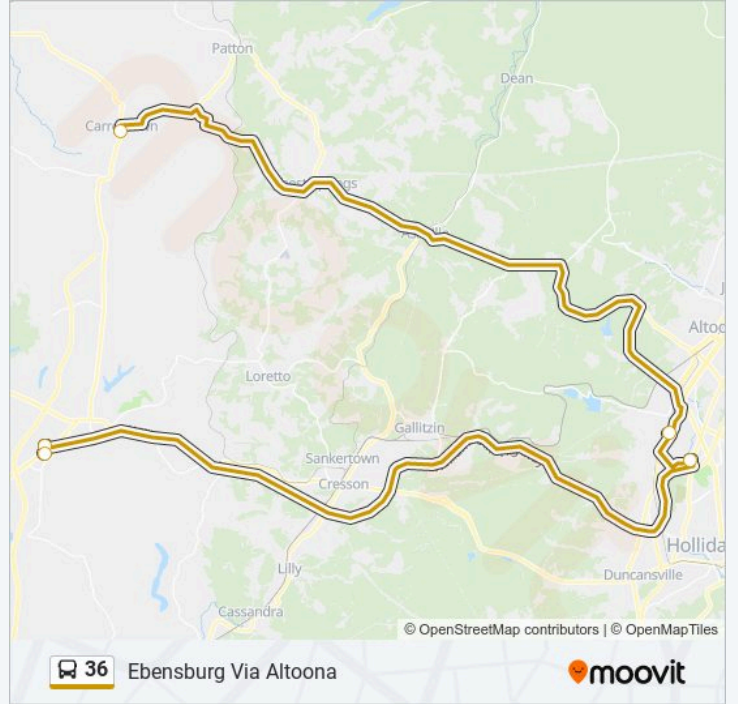 Patton
Dean
Loretto
Gallitzin
Sankertown
Cresson
Lilly
Cassandra
Altoo
Hollida
Duncansville
© OpenStreetMap contributors | © OpenMapTiles
36 Ebensburg Via Altoona
moovit